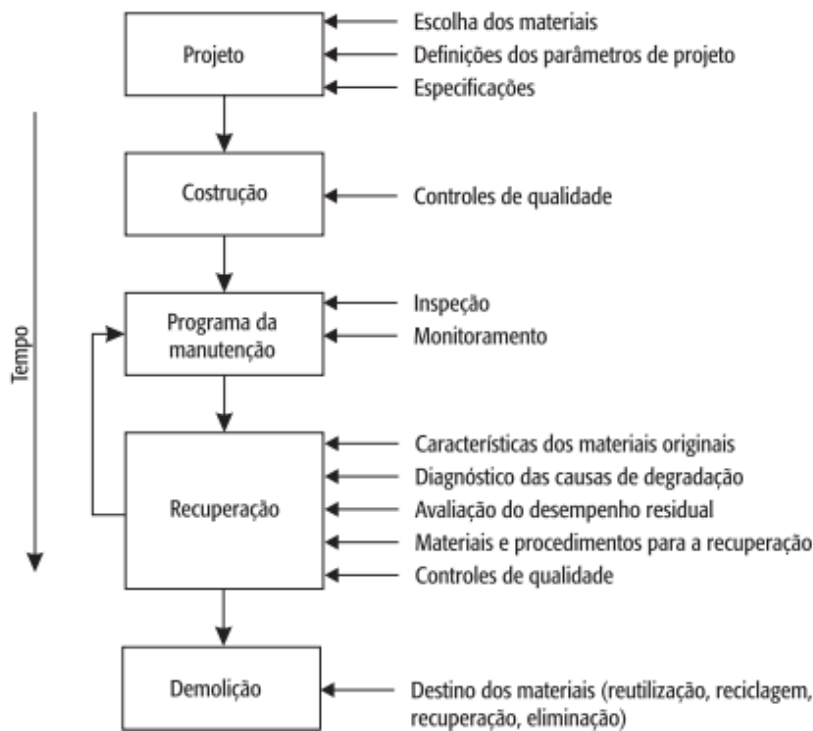 Projeto
Escolha dos materiais
Definições dos parâmetros de projeto
Especificações
Costrução
Controles de qualidade
Tempo
Programa da
manutenção
Inspeção
Monitoramento
Recuperação
Características dos materiais originais
Diagnóstico das causas de degradação
Avaliação do desempenho residual
Materiais e procedimentos para a recuperação
Controles de qualidade
Demolição
Destino dos materiais (reutilização, reciclagem,
recuperação, eliminação)